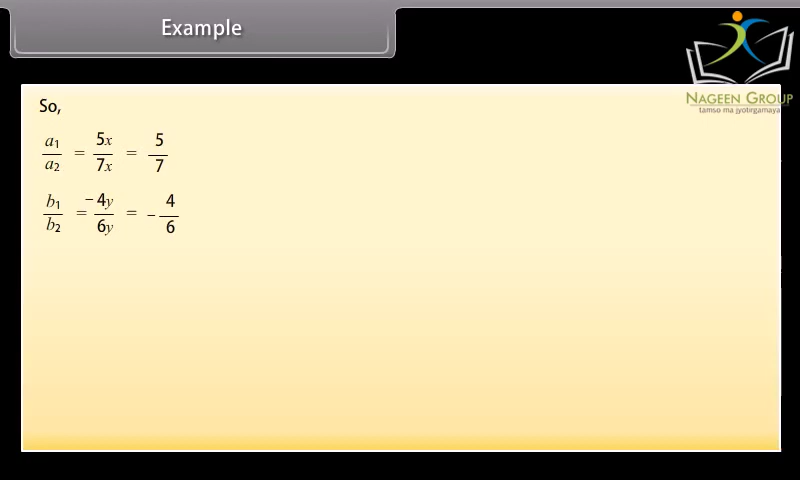 Example
NAGEEN GROUP
tamso ma jyotirgamaya
So,
a₁/a₂ = 5x/7x = 5/7
b₁/b₂ = −4y/6y = −4/6